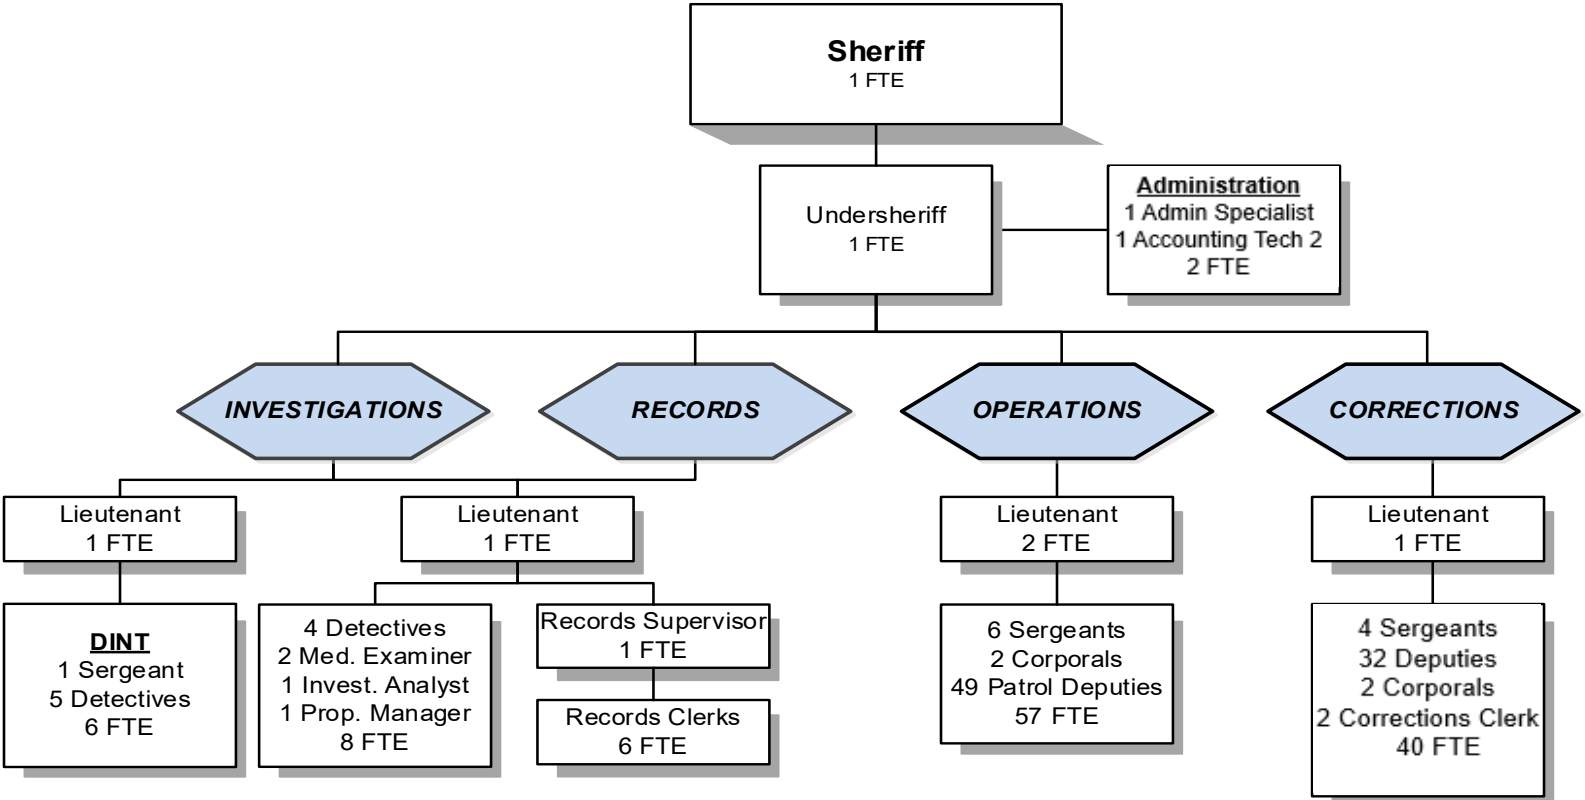 Sheriff
1 FTE
Undersheriff
1 FTE
Administration
1 Admin Specialist
1 Accounting Tech 2
2 FTE
INVESTIGATIONS
RECORDS
OPERATIONS
CORRECTIONS
Lieutenant
1 FTE
Lieutenant
1 FTE
Lieutenant
2 FTE
Lieutenant
1 FTE
DINT
1 Sergeant
5 Detectives
6 FTE
4 Detectives
2 Med. Examiner
1 Invest. Analyst
1 Prop. Manager
8 FTE
Records Supervisor
1 FTE
Records Clerks
6 FTE
6 Sergeants
2 Corporals
49 Patrol Deputies
57 FTE
4 Sergeants
32 Deputies
2 Corporals
2 Corrections Clerk
40 FTE